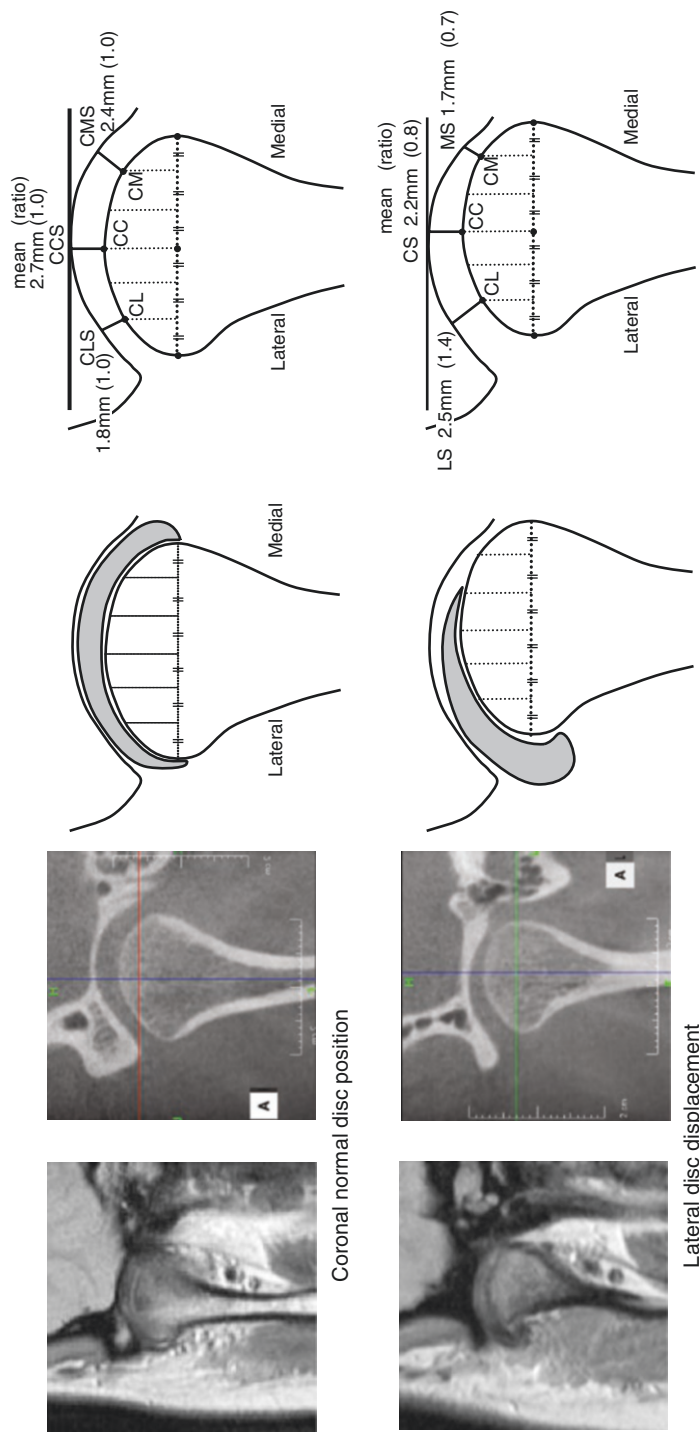 Coronal normal disc position
A
H
Lateral
Medial
mean (ratio)
2.7mm (1.0)
CCS
CLS
1.8mm (1.0)
CMS
2.4mm (1.0)
CL
CC
CM
Lateral
Medial
Lateral disc displacement
A
H
2 cm
mean (ratio)
CS 2.2mm (0.8)
LS 2.5mm (1.4)
MS 1.7mm (0.7)
CL
CC
CM
Lateral
Medial